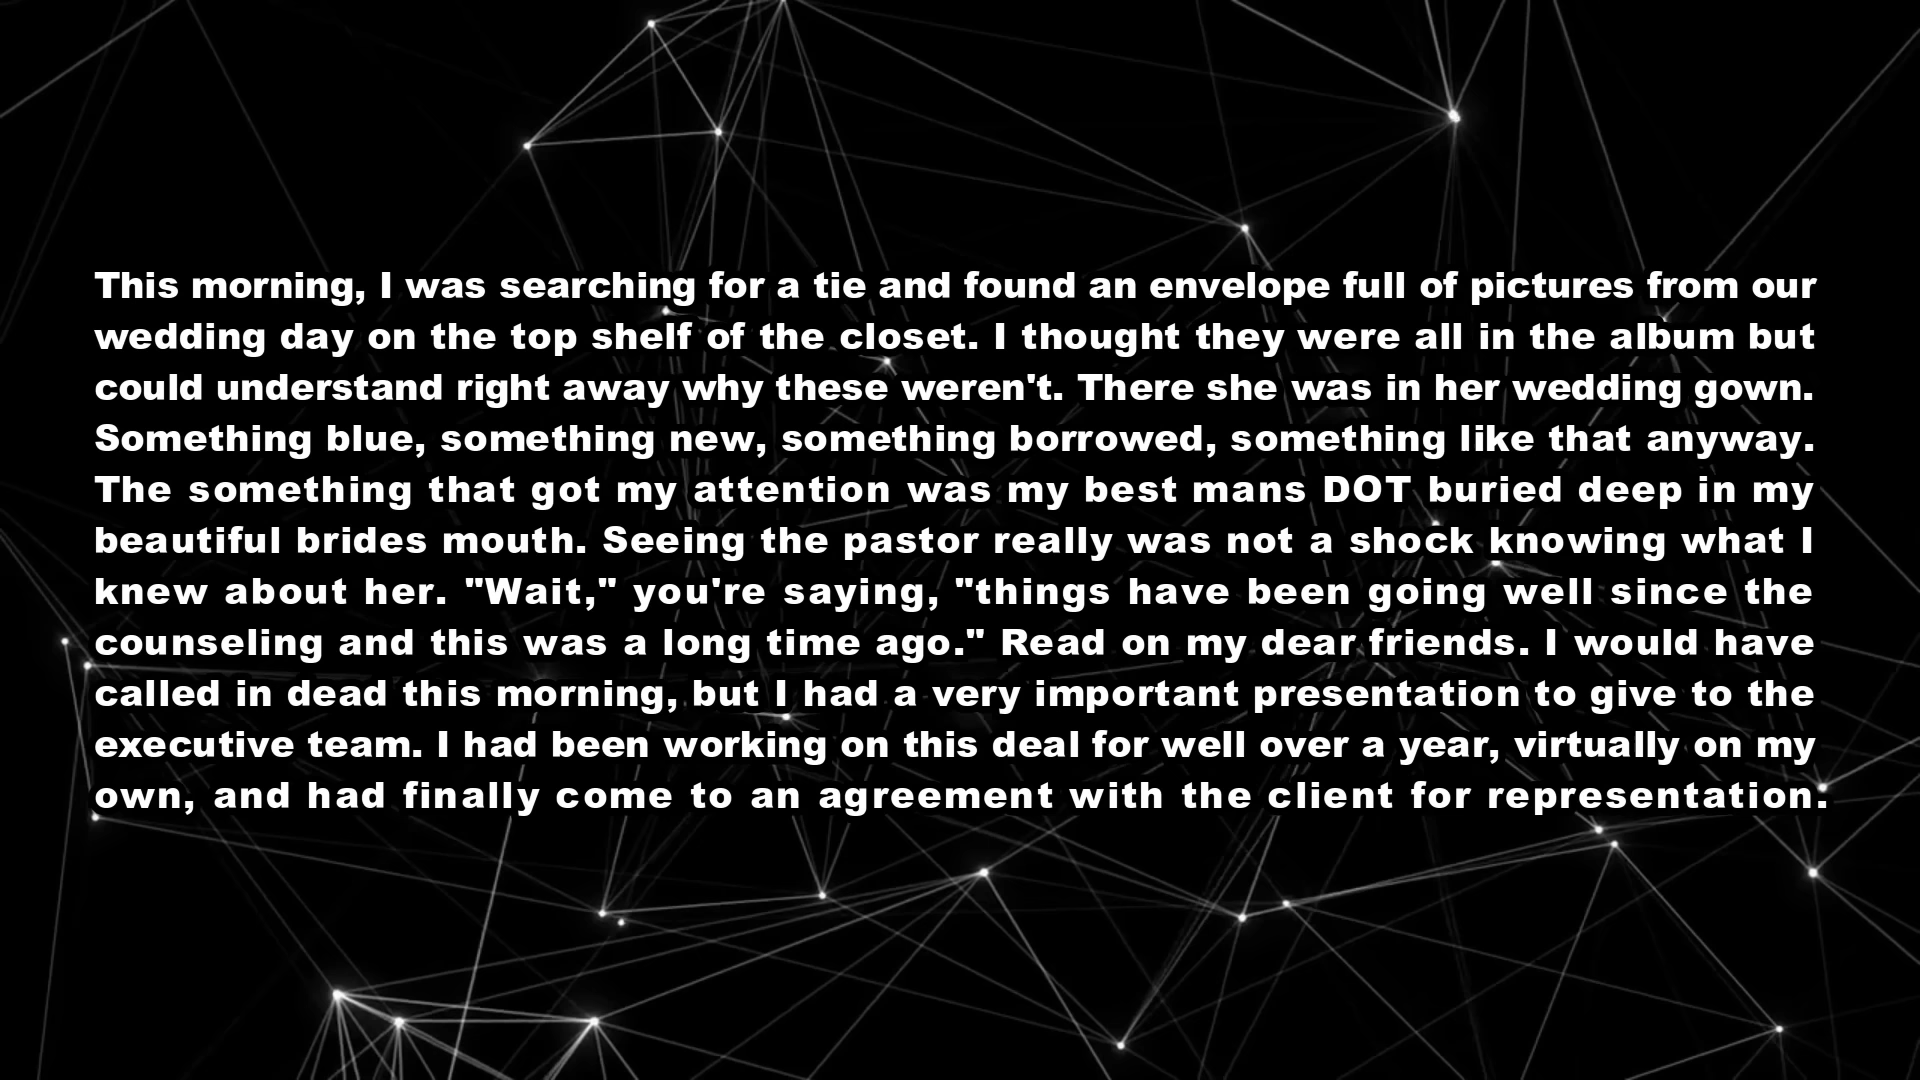 This morning, I was searching for a tie and found an envelope full of pictures from our
wedding day on the top shelf of the closet. I thought they were all in the album but
could understand right away why these weren't. There she was in her wedding gown.
Something blue, something new, something borrowed, something like that anyway.
The something that got my attention was my best mans DOT buried deep in my
beautiful brides mouth. Seeing the pastor really was not a shock knowing what I
knew about her. "Wait," you're saying, "things have been going well since the
counseling and this was a long time ago." Read on my dear friends. I would have
called in dead this morning, but I had a very important presentation to give to the
executive team. I had been working on this deal for well over a year, virtually on my
own, and had finally come to an agreement with the client for representation.